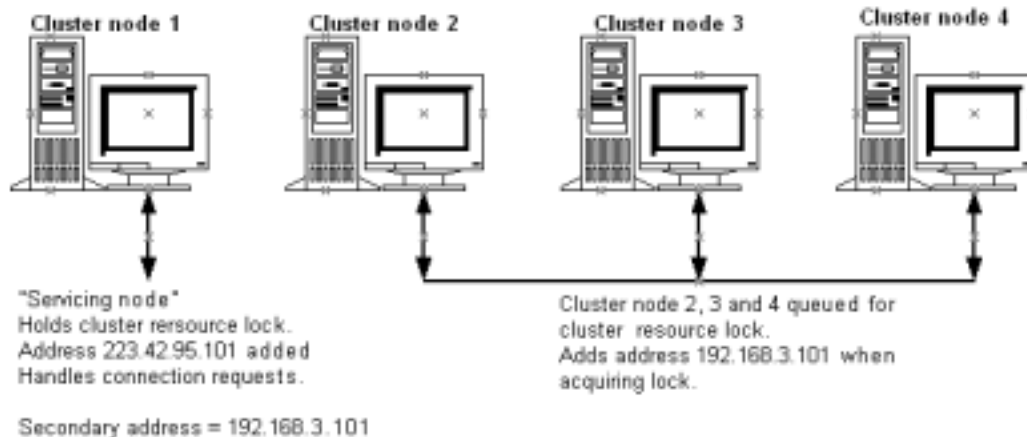 Cluster node 1
Cluster node 2
Cluster node 3
Cluster node 4
"Servicing node"
Holds cluster rersource lock.
Address 223.42.95.101 added
Handles connection requests.
Secondary address = 192.168.3.101
Cluster node 2, 3 and 4 queued for
cluster resource lock.
Adds address 192.168.3.101 when
acquiring lock.